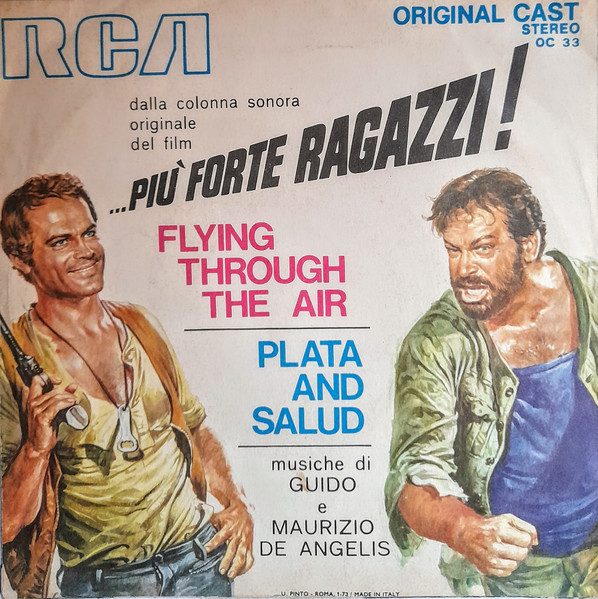 RCA
ORIGINAL CAST
STEREO
OC 33
dalla colonna sonora
originale
del film
...PIÙ FORTE RAGAZZI!
FLYING
THROUGH
THE AIR
PLATA
AND
SALUD
musiche di
GUIDO
e
MAURIZIO
DE ANGELIS
U. PINTO - ROMA, 1-73 / MADE IN ITALY